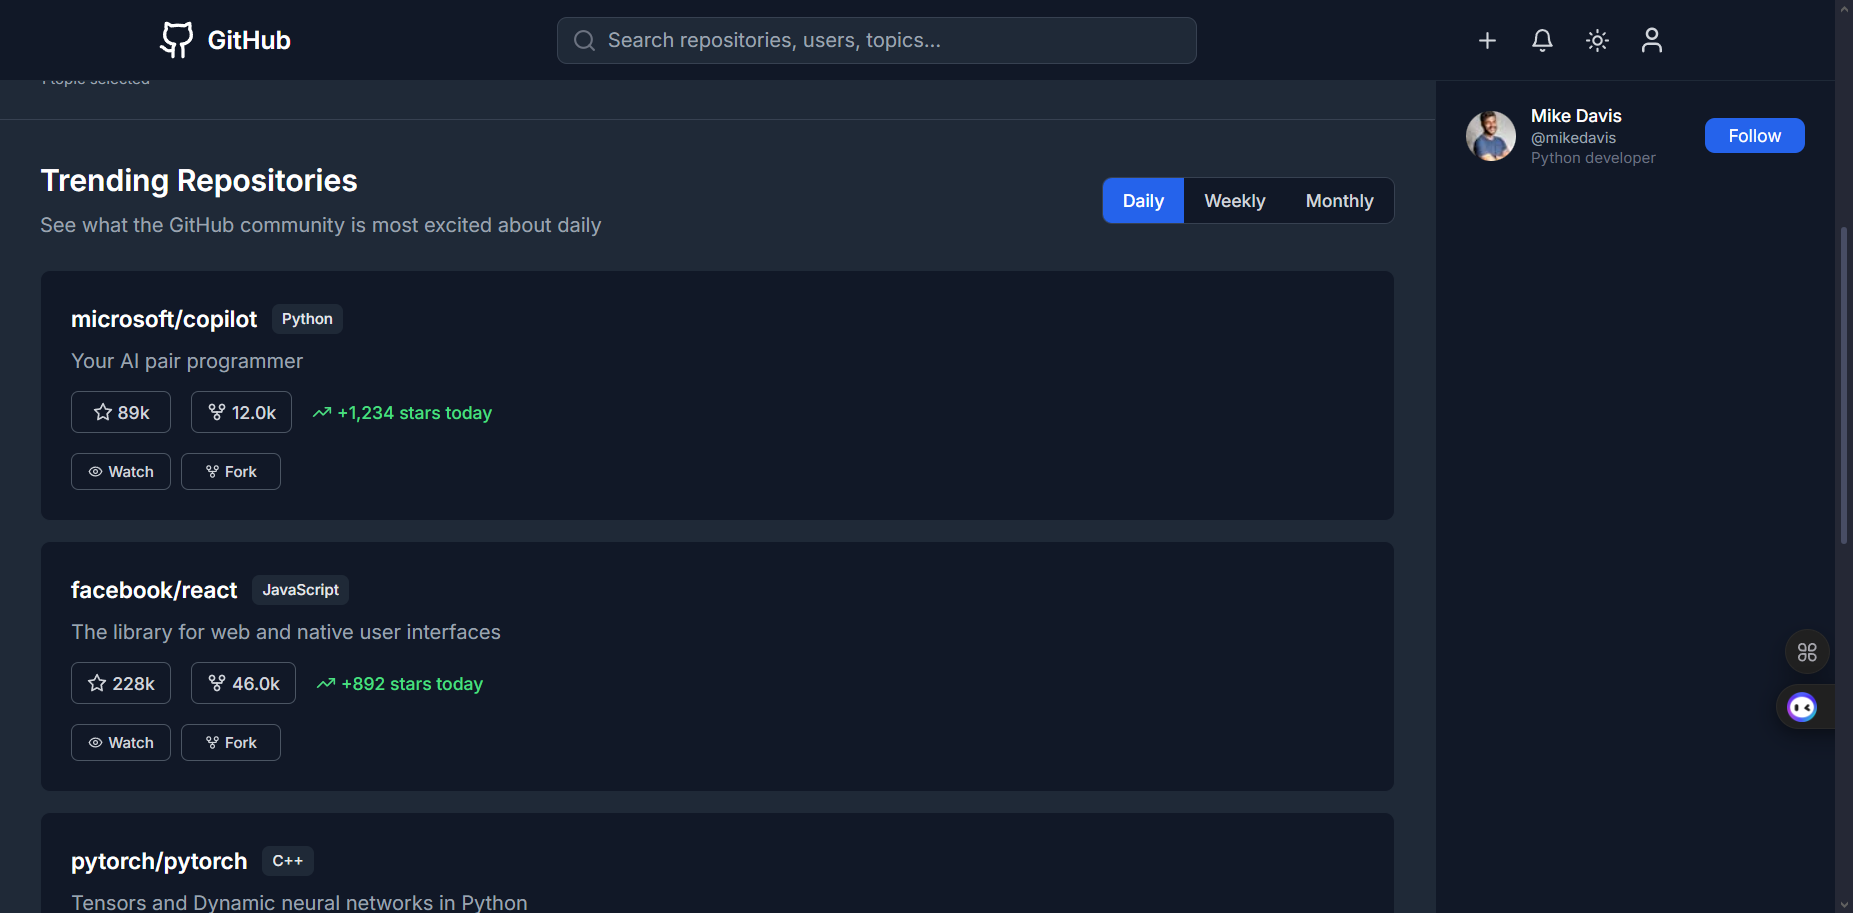 GitHub
Search repositories, users, topics...
1 topic selected
Mike Davis
@mikedavis
Python developer
Follow
Trending Repositories
See what the GitHub community is most excited about daily
Daily
Weekly
Monthly
microsoft/copilot
Python
Your AI pair programmer
89k
12.0k
+1,234 stars today
Watch
Fork
facebook/react
JavaScript
The library for web and native user interfaces
228k
46.0k
+892 stars today
Watch
Fork
pytorch/pytorch
C++
Tensors and Dynamic neural networks in Python